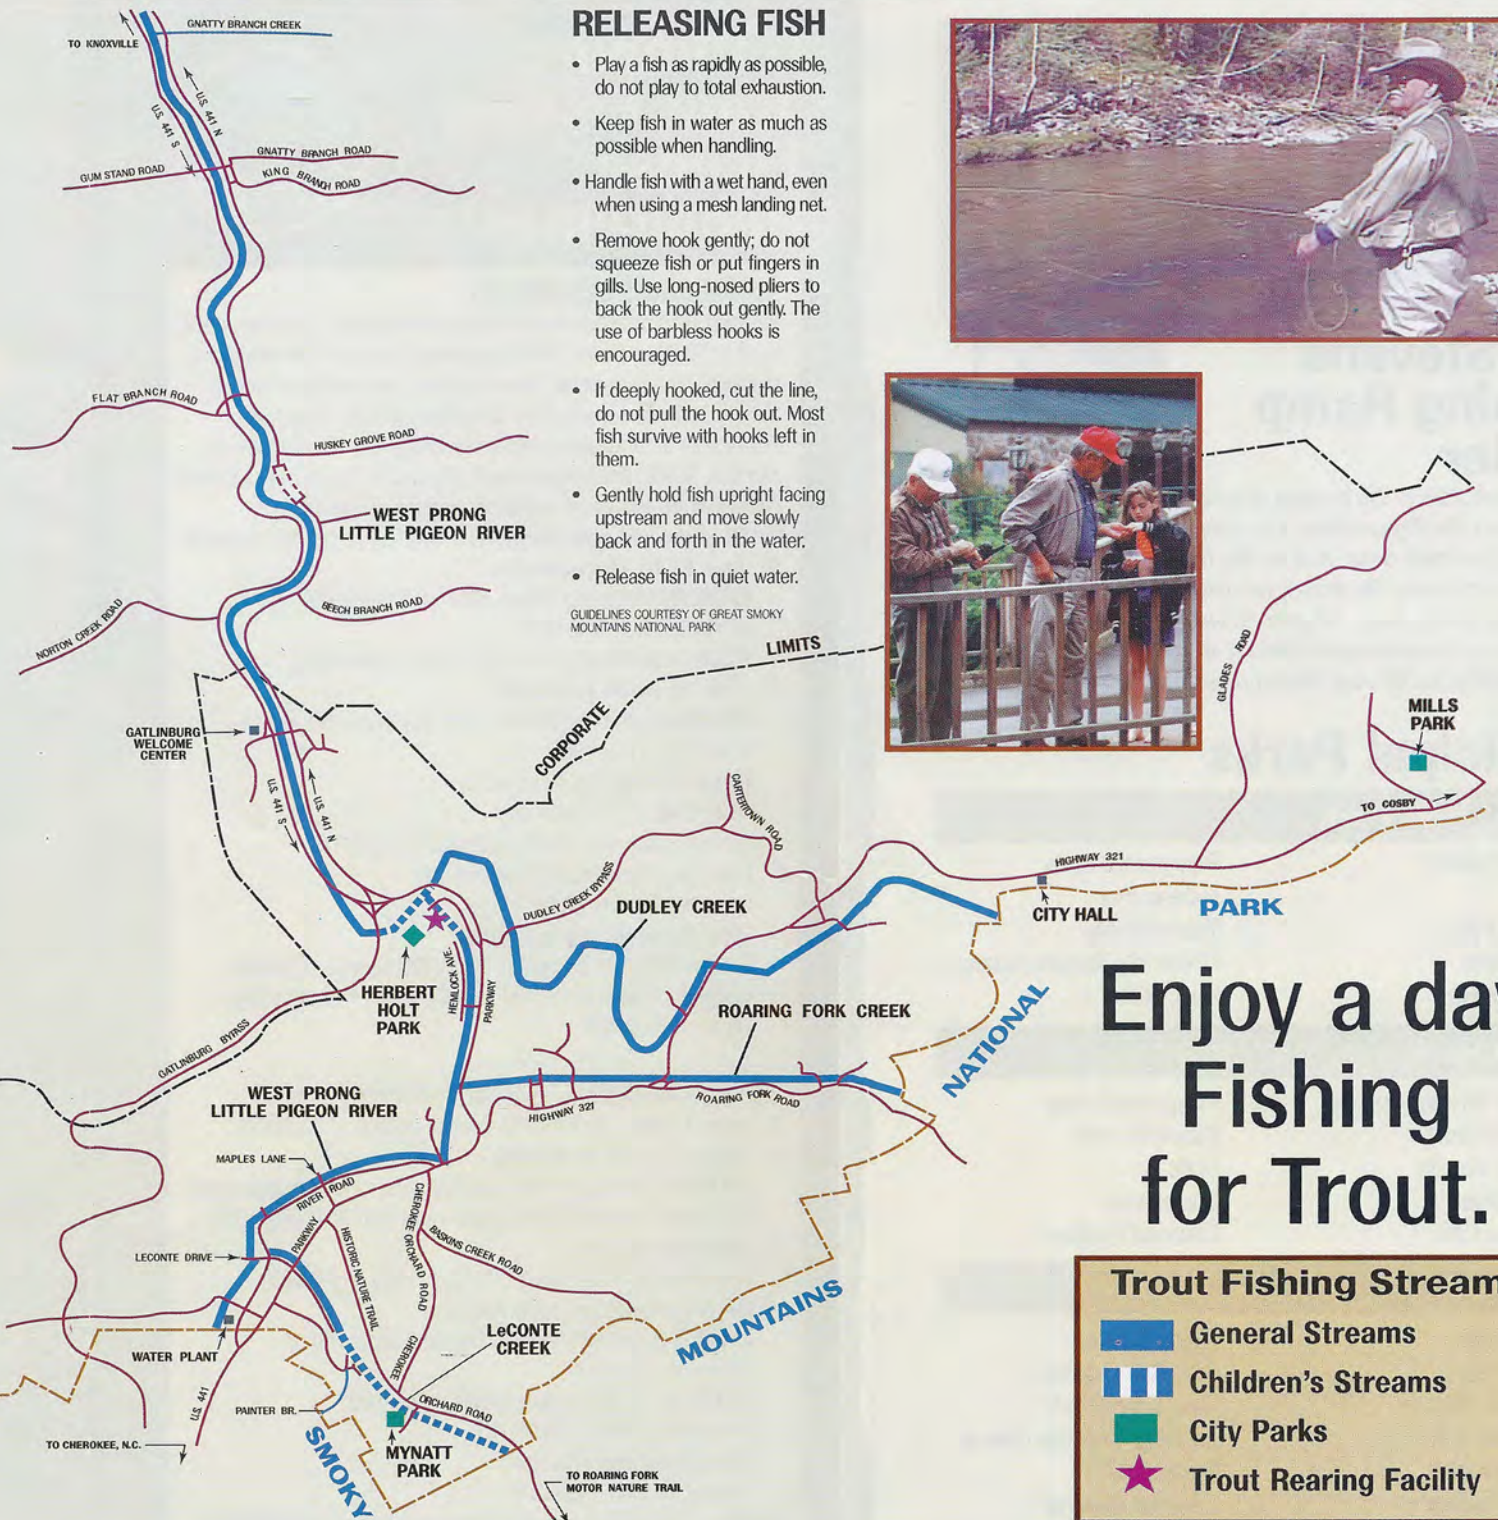 GNATTY BRANCH CREEK
TO KNOXVILLE
U.S. 441 N
U.S. 441 S
GNATTY BRANCH ROAD
GUM STAND ROAD
KING BRANCH ROAD
FLAT BRANCH ROAD
HUSKEY GROVE ROAD
WEST PRONG
LITTLE PIGEON RIVER
NORTON CREEK ROAD
BEECH BRANCH ROAD
RELEASING FISH
• Play a fish as rapidly as possible,
do not play to total exhaustion.
• Keep fish in water as much as
possible when handling.
• Handle fish with a wet hand, even
when using a mesh landing net.
• Remove hook gently; do not
squeeze fish or put fingers in
gills. Use long-nosed pliers to
back the hook out gently. The
use of barbless hooks is
encouraged.
• If deeply hooked, cut the line,
do not pull the hook out. Most
fish survive with hooks left in
them.
• Gently hold fish upright facing
upstream and move slowly
back and forth in the water.
• Release fish in quiet water.
GUIDELINES COURTESY OF GREAT SMOKY
MOUNTAINS NATIONAL PARK
CORPORATE
LIMITS
GATLINBURG
WELCOME
CENTER
U.S. 441 S
U.S. 441 N
GLADES ROAD
MILLS
PARK
TO COSBY
CARTERTOWN ROAD
HIGHWAY 321
DUDLEY CREEK BYPASS
DUDLEY CREEK
CITY HALL
PARK
HERBERT
HOLT
PARK
HEMLOCK AVE.
PARKWAY
ROARING FORK CREEK
NATIONAL
GATLINBURG BYPASS
WEST PRONG
LITTLE PIGEON RIVER
HIGHWAY 321
ROARING FORK ROAD
MAPLES LANE
RIVER ROAD
PARKWAY
HISTORIC NATURE TRAIL
CHEROKEE ORCHARD ROAD
BASKINS CREEK ROAD
LECONTE DRIVE
MOUNTAINS
WATER PLANT
LeCONTE
CREEK
CHEROKEE
ORCHARD ROAD
U.S. 441
PAINTER BR.
TO CHEROKEE, N.C.
SMOKY
MYNATT
PARK
TO ROARING FORK
MOTOR NATURE TRAIL
Enjoy a day
Fishing
for Trout.
Trout Fishing Stream
General Streams
Children's Streams
City Parks
Trout Rearing Facility